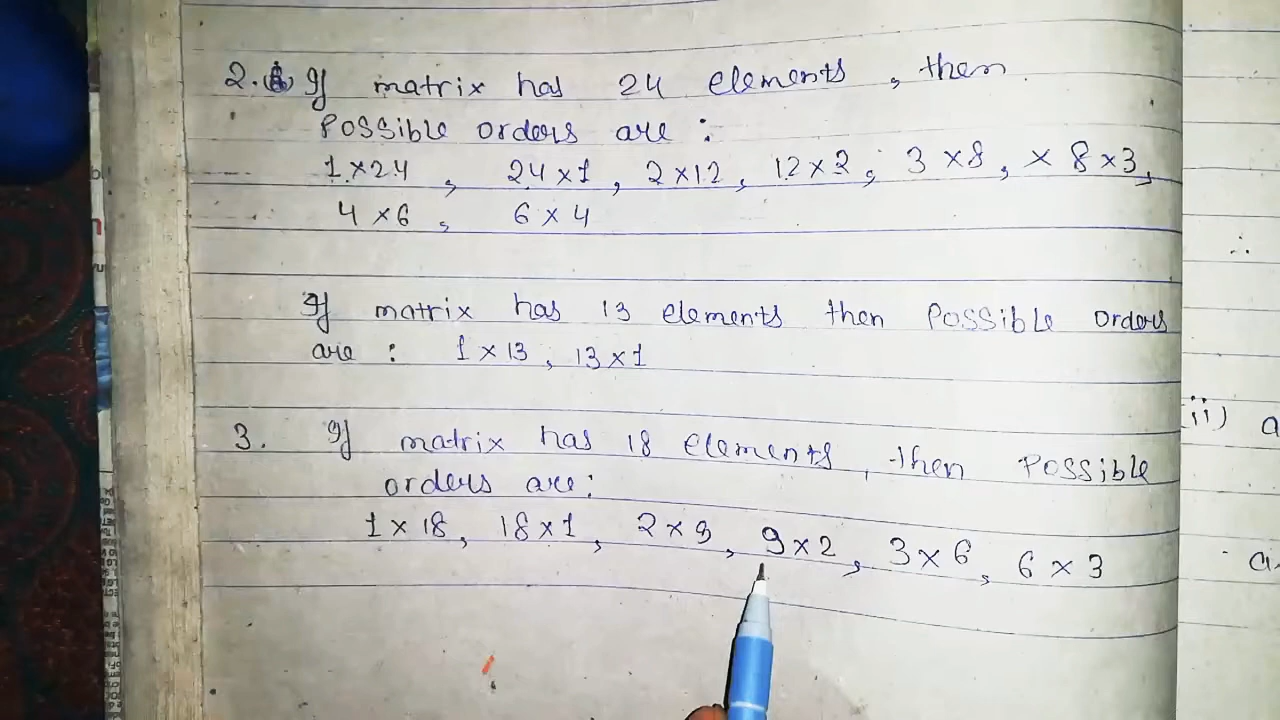 2. If matrix has 24 elements, then
possible orders are :
1 × 24, 24 × 1, 2 × 12, 12 × 2, 3 × 8, × 8 × 3,
4 × 6, 6 × 4
If matrix has 13 elements then possible orders
are : 1 × 13, 13 × 1
3. If matrix has 18 elements, then possible
orders are :
1 × 18, 18 × 1, 2 × 9, 9 × 2, 3 × 6, 6 × 3
∴
ii) a